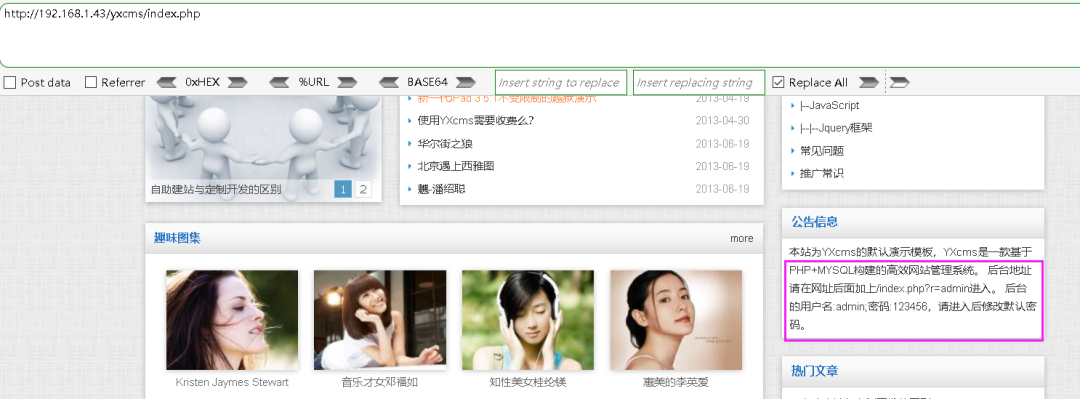 http://192.168.1.43/yxcms/index.php
Post data
Referrer
0xHEX
%URL
BASE64
Insert string to replace
Insert replacing string
Replace All
2013-04-19
使用YXcms需要收费么?
2013-04-30
华尔街之狼
2013-06-19
北京遇上西雅图
2013-06-19
魑-潘绍聪
2013-06-19
自助建站与定制开发的区别
1
2
趣味图集
more
Kristen Jaymes Stewart
音乐才女邓福如
知性美女桂纶镁
惠美的李英爱
|--JavaScript
|--|--Jquery框架
常见问题
推广常识
公告信息
本站为YXcms的默认演示模板，YXcms是一款基于
PHP+MYSQL构建的高效网站管理系统。 后台地址
请在网址后面加上/index.php?r=admin进入。 后台
的用户名:admin;密码:123456，请进入后修改默认密
码。
热门文章